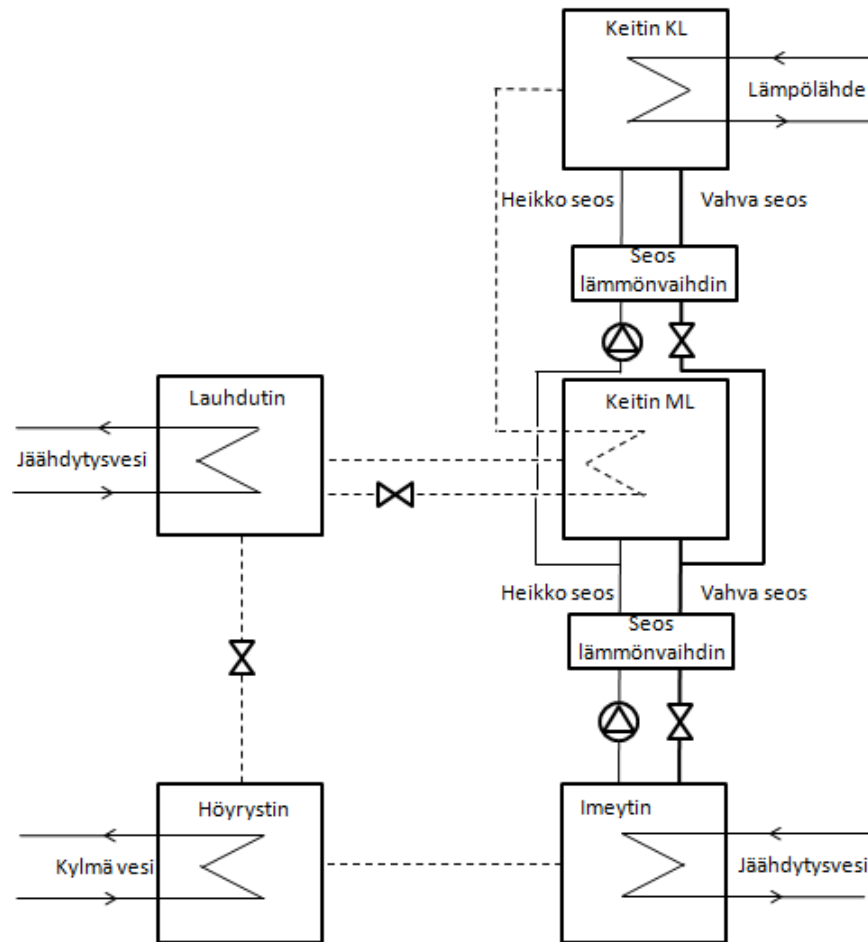 Keitin KL
Lämpölähde
Heikko seos
Vahva seos
Seos
lämmönvaihdin
Lauhdutin
Keitin ML
Jäähdytysvesi
Heikko seos
Vahva seos
Seos
lämmönvaihdin
Höyrystin
Imeytin
Kylmä vesi
Jäähdytysvesi